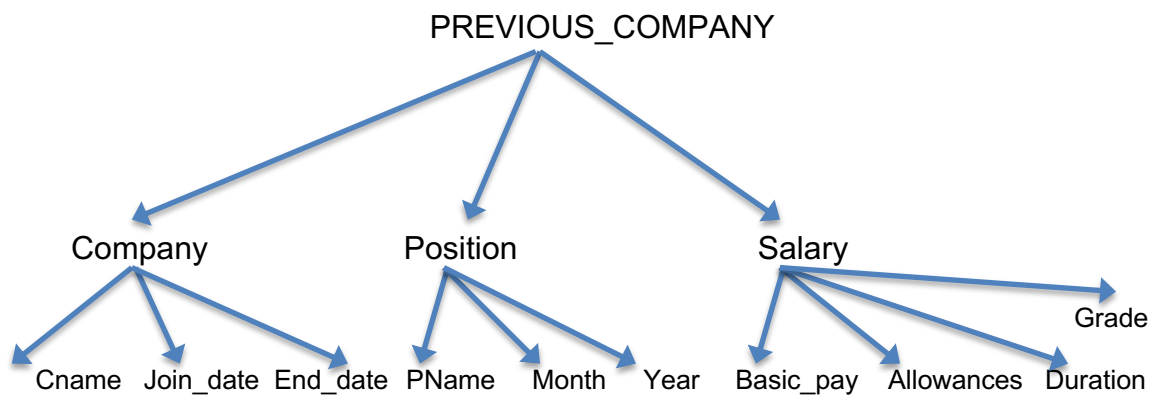 PREVIOUS_COMPANY
Company Position Salary
Grade
Cname Join_date End_date PName Month Year Basic_pay Allowances Duration